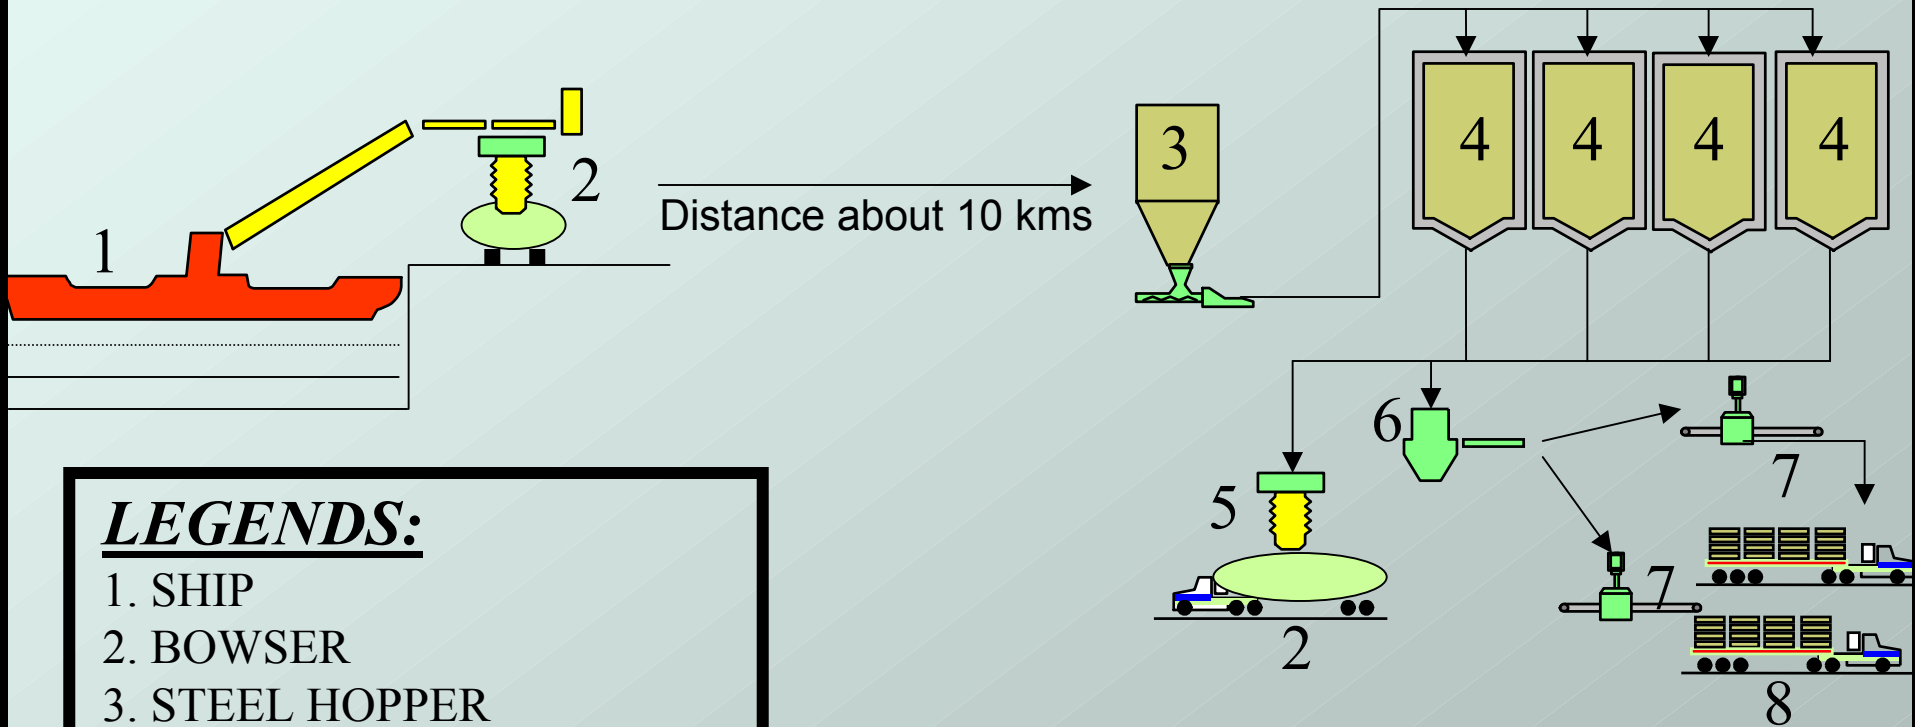 1
2
Distance about 10 kms
3
4 4 4 4
6
7
5
7
2
8
LEGENDS:
1. SHIP
2. BOWSER
3. STEEL HOPPER